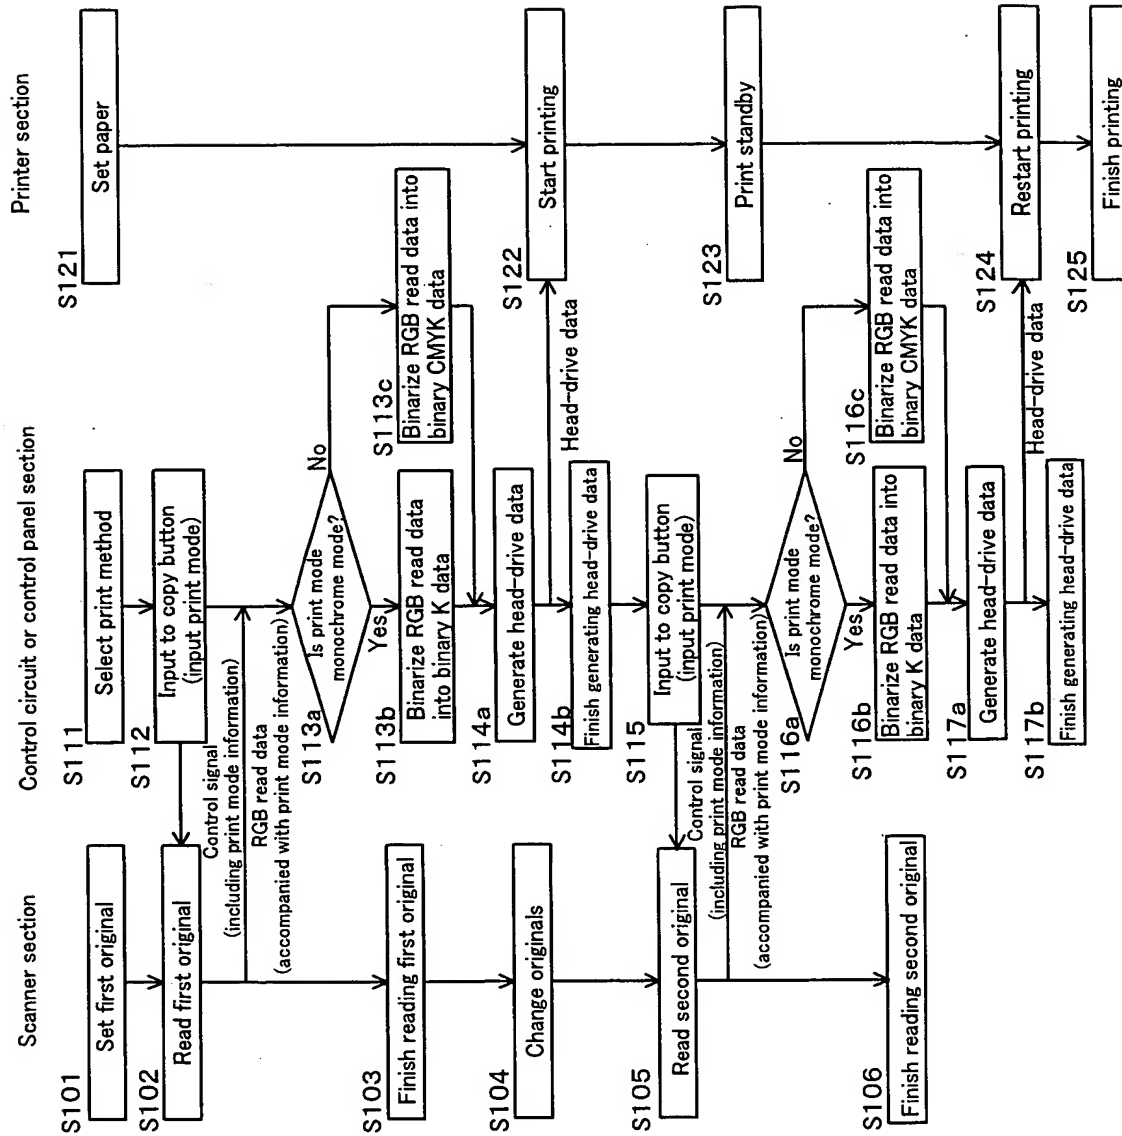 Scanner section
S101
Set first original
S102
Read first original
S103
Finish reading first original
S104
Change originals
S105
Read second original
S106
Finish reading second original
Control circuit or control panel section
S111
Select print method
S112
Input to copy button
(input print mode)
Control signal
(including print mode information)
RGB read data
(accompanied with print mode information)
S113a
Is print mode
monochrome mode?
Yes
No
S113b
Binarize RGB read data
into binary K data
S113c
Binarize RGB read data into
binary CMYK data
S114a
Generate head-drive data
Head-drive data
S114b
Finish generating head-drive data
S115
Input to copy button
(input print mode)
Control signal
(including print mode information)
RGB read data
(accompanied with print mode information)
S116a
Is print mode
monochrome mode?
Yes
No
S116b
Binarize RGB read data into
binary K data
S116c
Binarize RGB read data into
binary CMYK data
S117a
Generate head-drive data
Head-drive data
S117b
Finish generating head-drive data
Printer section
S121
Set paper
S122
Start printing
S123
Print standby
S124
Restart printing
S125
Finish printing